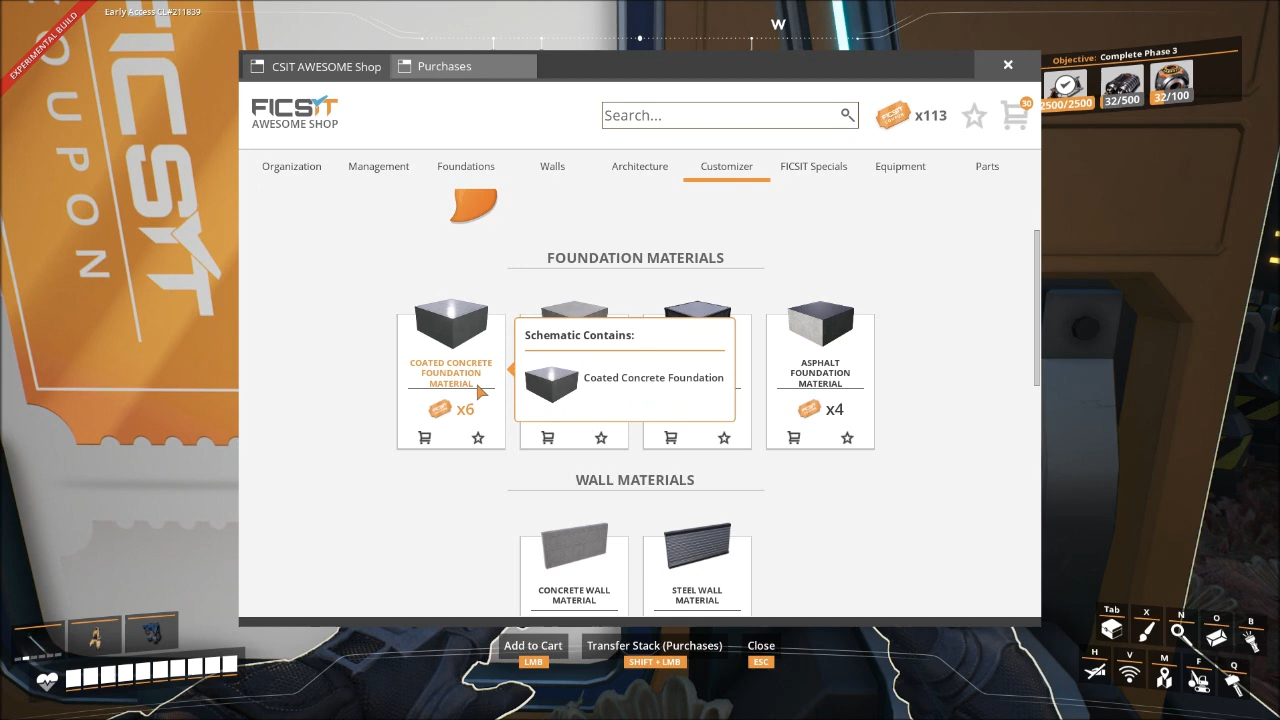 Early Access CL#211839
EXPERIMENTAL BUILD
W
CSIT AWESOME Shop
Purchases
Objective: Complete Phase 3
2500/2500
32/500
32/100
FICSIT
AWESOME SHOP
Search...
x113
30
Organization
Management
Foundations
Walls
Architecture
Customizer
FICSIT Specials
Equipment
Parts
FOUNDATION MATERIALS
COATED CONCRETE
FOUNDATION
MATERIAL
x6
Schematic Contains:
Coated Concrete Foundation
ASPHALT
FOUNDATION
MATERIAL
x4
WALL MATERIALS
CONCRETE WALL
MATERIAL
STEEL WALL
MATERIAL
ICSIT
OUPON
Add to Cart
LMB
Transfer Stack (Purchases)
SHIFT + LMB
Close
ESC
Tab
X
N
O
B
H
V
M
F
Q